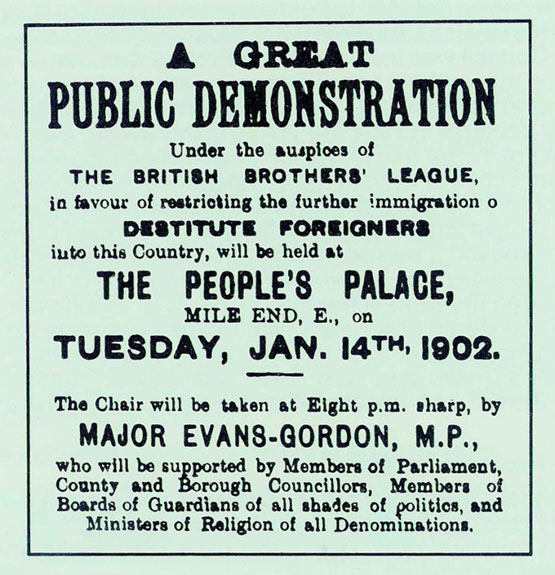 A GREAT
PUBLIC DEMONSTRATION
Under the auspices of
THE BRITISH BROTHERS' LEAGUE,
in favour of restricting the further immigration o
DESTITUTE FOREIGNERS
into this Country, will be held at
THE PEOPLE'S PALACE,
MILE END, E., on
TUESDAY, JAN. 14TH, 1902.
The Chair will be taken at Eight p.m. sharp, by
MAJOR EVANS-GORDON, M.P.,
who will be supported by Members of Parliament,
County and Borough Councillors, Members of
Boards of Guardians of all shades of politics, and
Ministers of Religion of all Denominations.